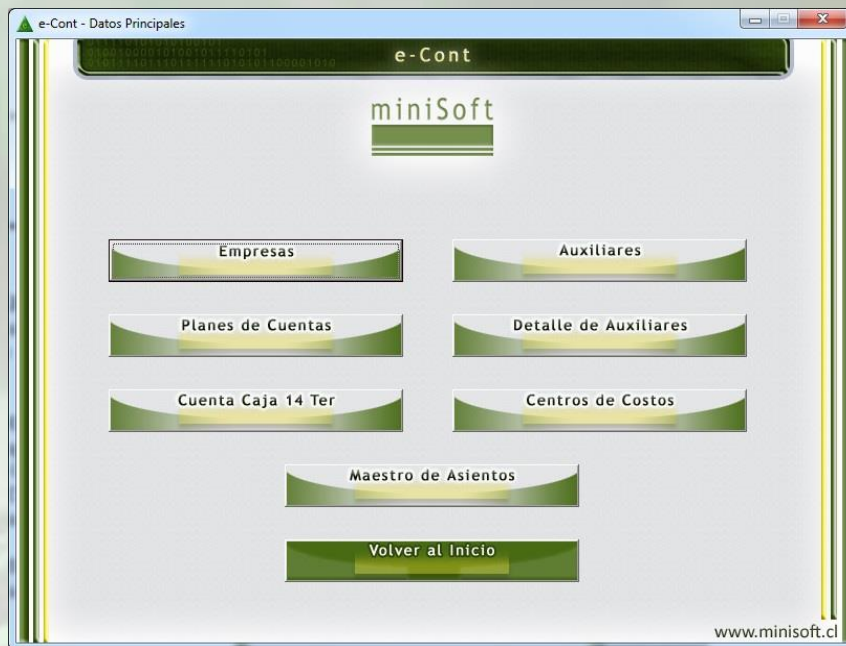 e-Cont - Datos Principales
e-Cont
miniSoft
Empresas
Auxiliares
Planes de Cuentas
Detalle de Auxiliares
Cuenta Caja 14 Ter
Centros de Costos
Maestro de Asientos
Volver al Inicio
www.minisoft.cl